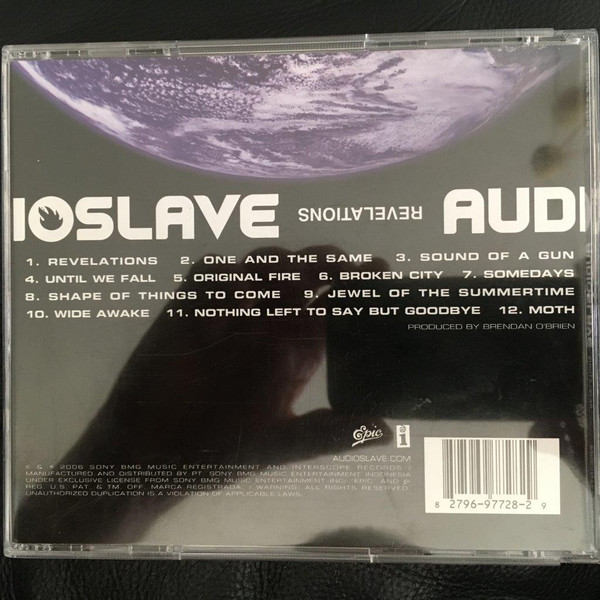 IOSLAVE REVELATIONS AUDI
1. REVELATIONS 2. ONE AND THE SAME 3. SOUND OF A GUN
4. UNTIL WE FALL 5. ORIGINAL FIRE 6. BROKEN CITY 7. SOMEDAYS
8. SHAPE OF THINGS TO COME 9. JEWEL OF THE SUMMERTIME
10. WIDE AWAKE 11. NOTHING LEFT TO SAY BUT GOODBYE 12. MOTH
PRODUCED BY BRENDAN O'BRIEN
Epic i
AUDIOSLAVE.COM
© & ℗ 2006 SONY BMG MUSIC ENTERTAINMENT AND INTERSCOPE RECORDS /
MANUFACTURED AND DISTRIBUTED BY PT. SONY BMG MUSIC ENTERTAINMENT INDONESIA
UNDER EXCLUSIVE LICENSE FROM SONY BMG MUSIC ENTERTAINMENT INC. "EPIC" AND
REG. U.S. PAT. & TM. OFF. MARCA REGISTRADA. / WARNING: ALL RIGHTS RESERVED.
UNAUTHORIZED DUPLICATION IS A VIOLATION OF APPLICABLE LAWS.
8 2796-97728-2 9